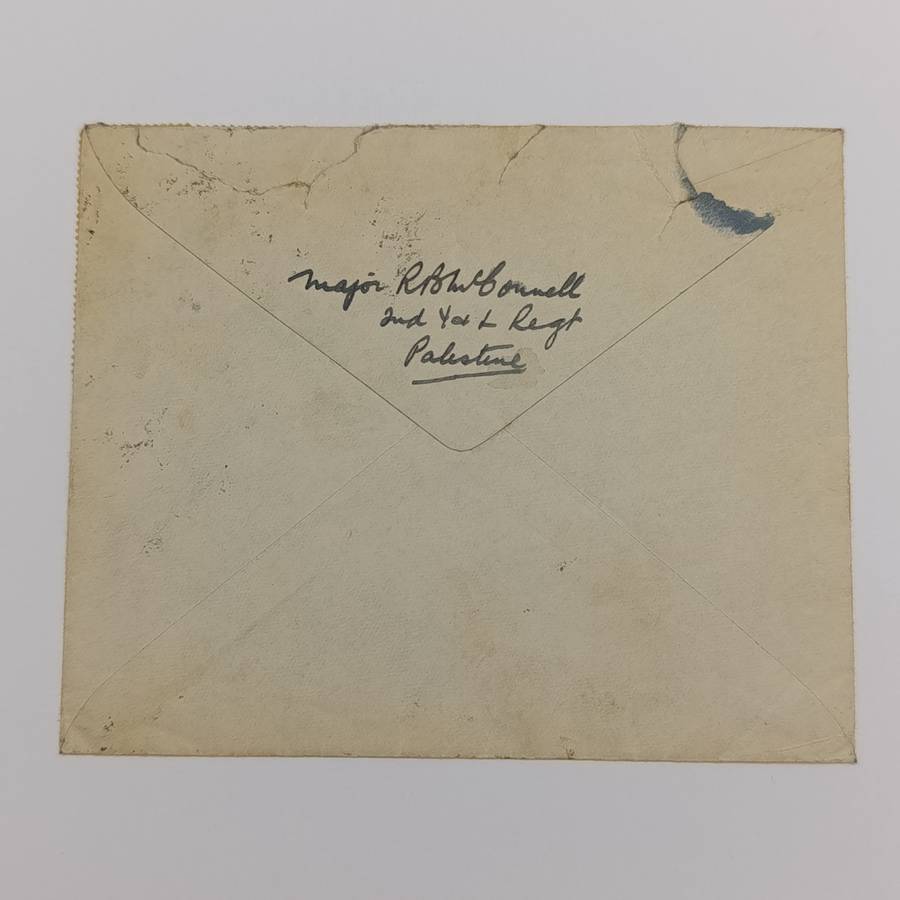 Major R B McConnell
2nd Y & L Regt
Palestine